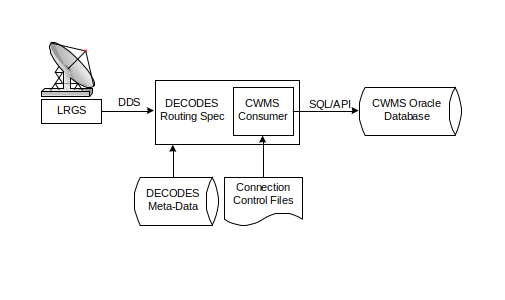 LRGS
DDS
DECODES
Routing Spec
CWMS
Consumer
SQL/API
CWMS Oracle
Database
DECODES
Meta-Data
Connection
Control Files